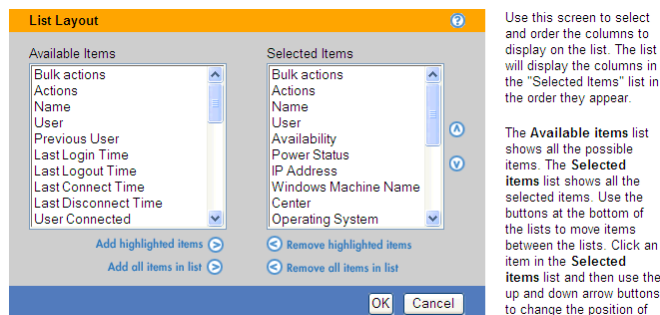 List Layout
?
Available Items
Bulk actions
Actions
Name
User
Previous User
Last Login Time
Last Logout Time
Last Connect Time
Last Disconnect Time
User Connected
Add highlighted items
Add all items in list
Selected Items
Bulk actions
Actions
Name
User
Availability
Power Status
IP Address
Windows Machine Name
Center
Operating System
Remove highlighted items
Remove all items in list
OK
Cancel
Use this screen to select
and order the columns to
display on the list. The list
will display the columns in
the "Selected Items" list in
the order they appear.
The Available items list
shows all the possible
items. The Selected
items list shows all the
selected items. Use the
buttons at the bottom of
the lists to move items
between the lists. Click an
item in the Selected
items list and then use the
up and down arrow buttons
to change the position of